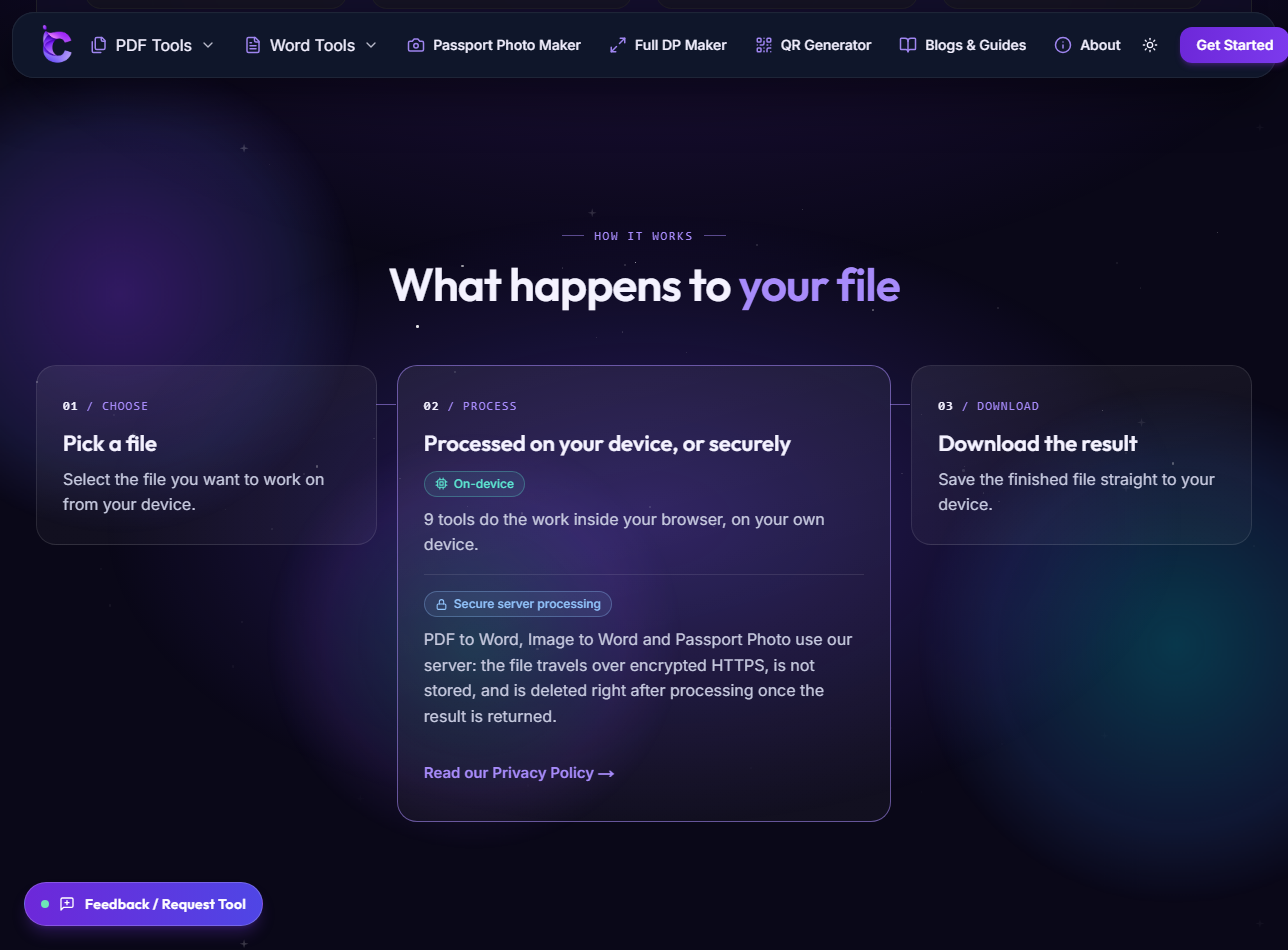 PDF Tools
Word Tools
Passport Photo Maker
Full DP Maker
QR Generator
Blogs & Guides
About
Get Started
HOW IT WORKS
What happens to your file
01 / CHOOSE
Pick a file
Select the file you want to work on
from your device.
02 / PROCESS
Processed on your device, or securely
On-device
9 tools do the work inside your browser, on your own
device.
Secure server processing
PDF to Word, Image to Word and Passport Photo use our
server: the file travels over encrypted HTTPS, is not
stored, and is deleted right after processing once the
result is returned.
Read our Privacy Policy →
03 / DOWNLOAD
Download the result
Save the finished file straight to your
device.
Feedback / Request Tool